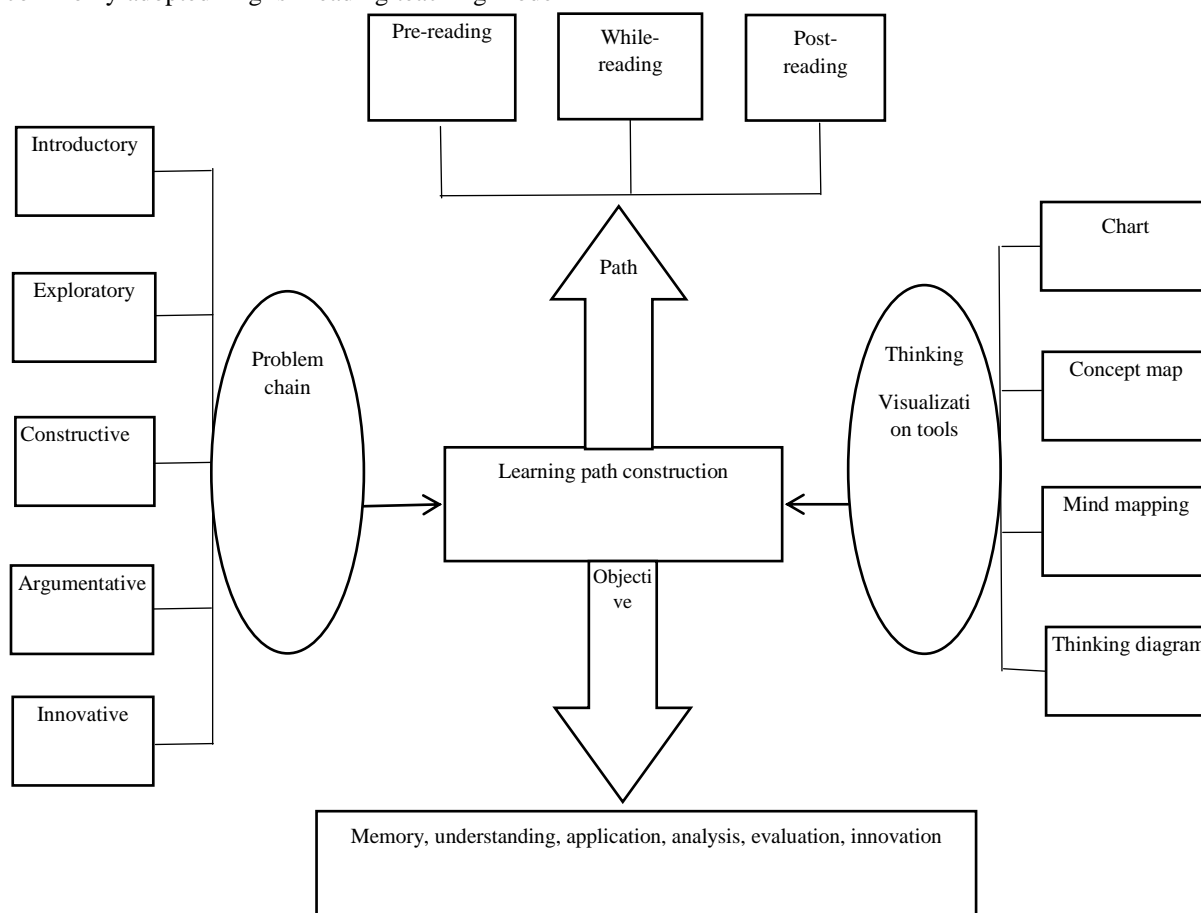 Pre-reading
While-
reading
Post-
reading
Introductory
Exploratory
Constructive
Argumentative
Innovative
Problem
chain
Path
Learning path construction
Objecti
ve
Thinking
Visualizati
on tools
Chart
Concept map
Mind mapping
Thinking diagram
Memory, understanding, application, analysis, evaluation, innovation